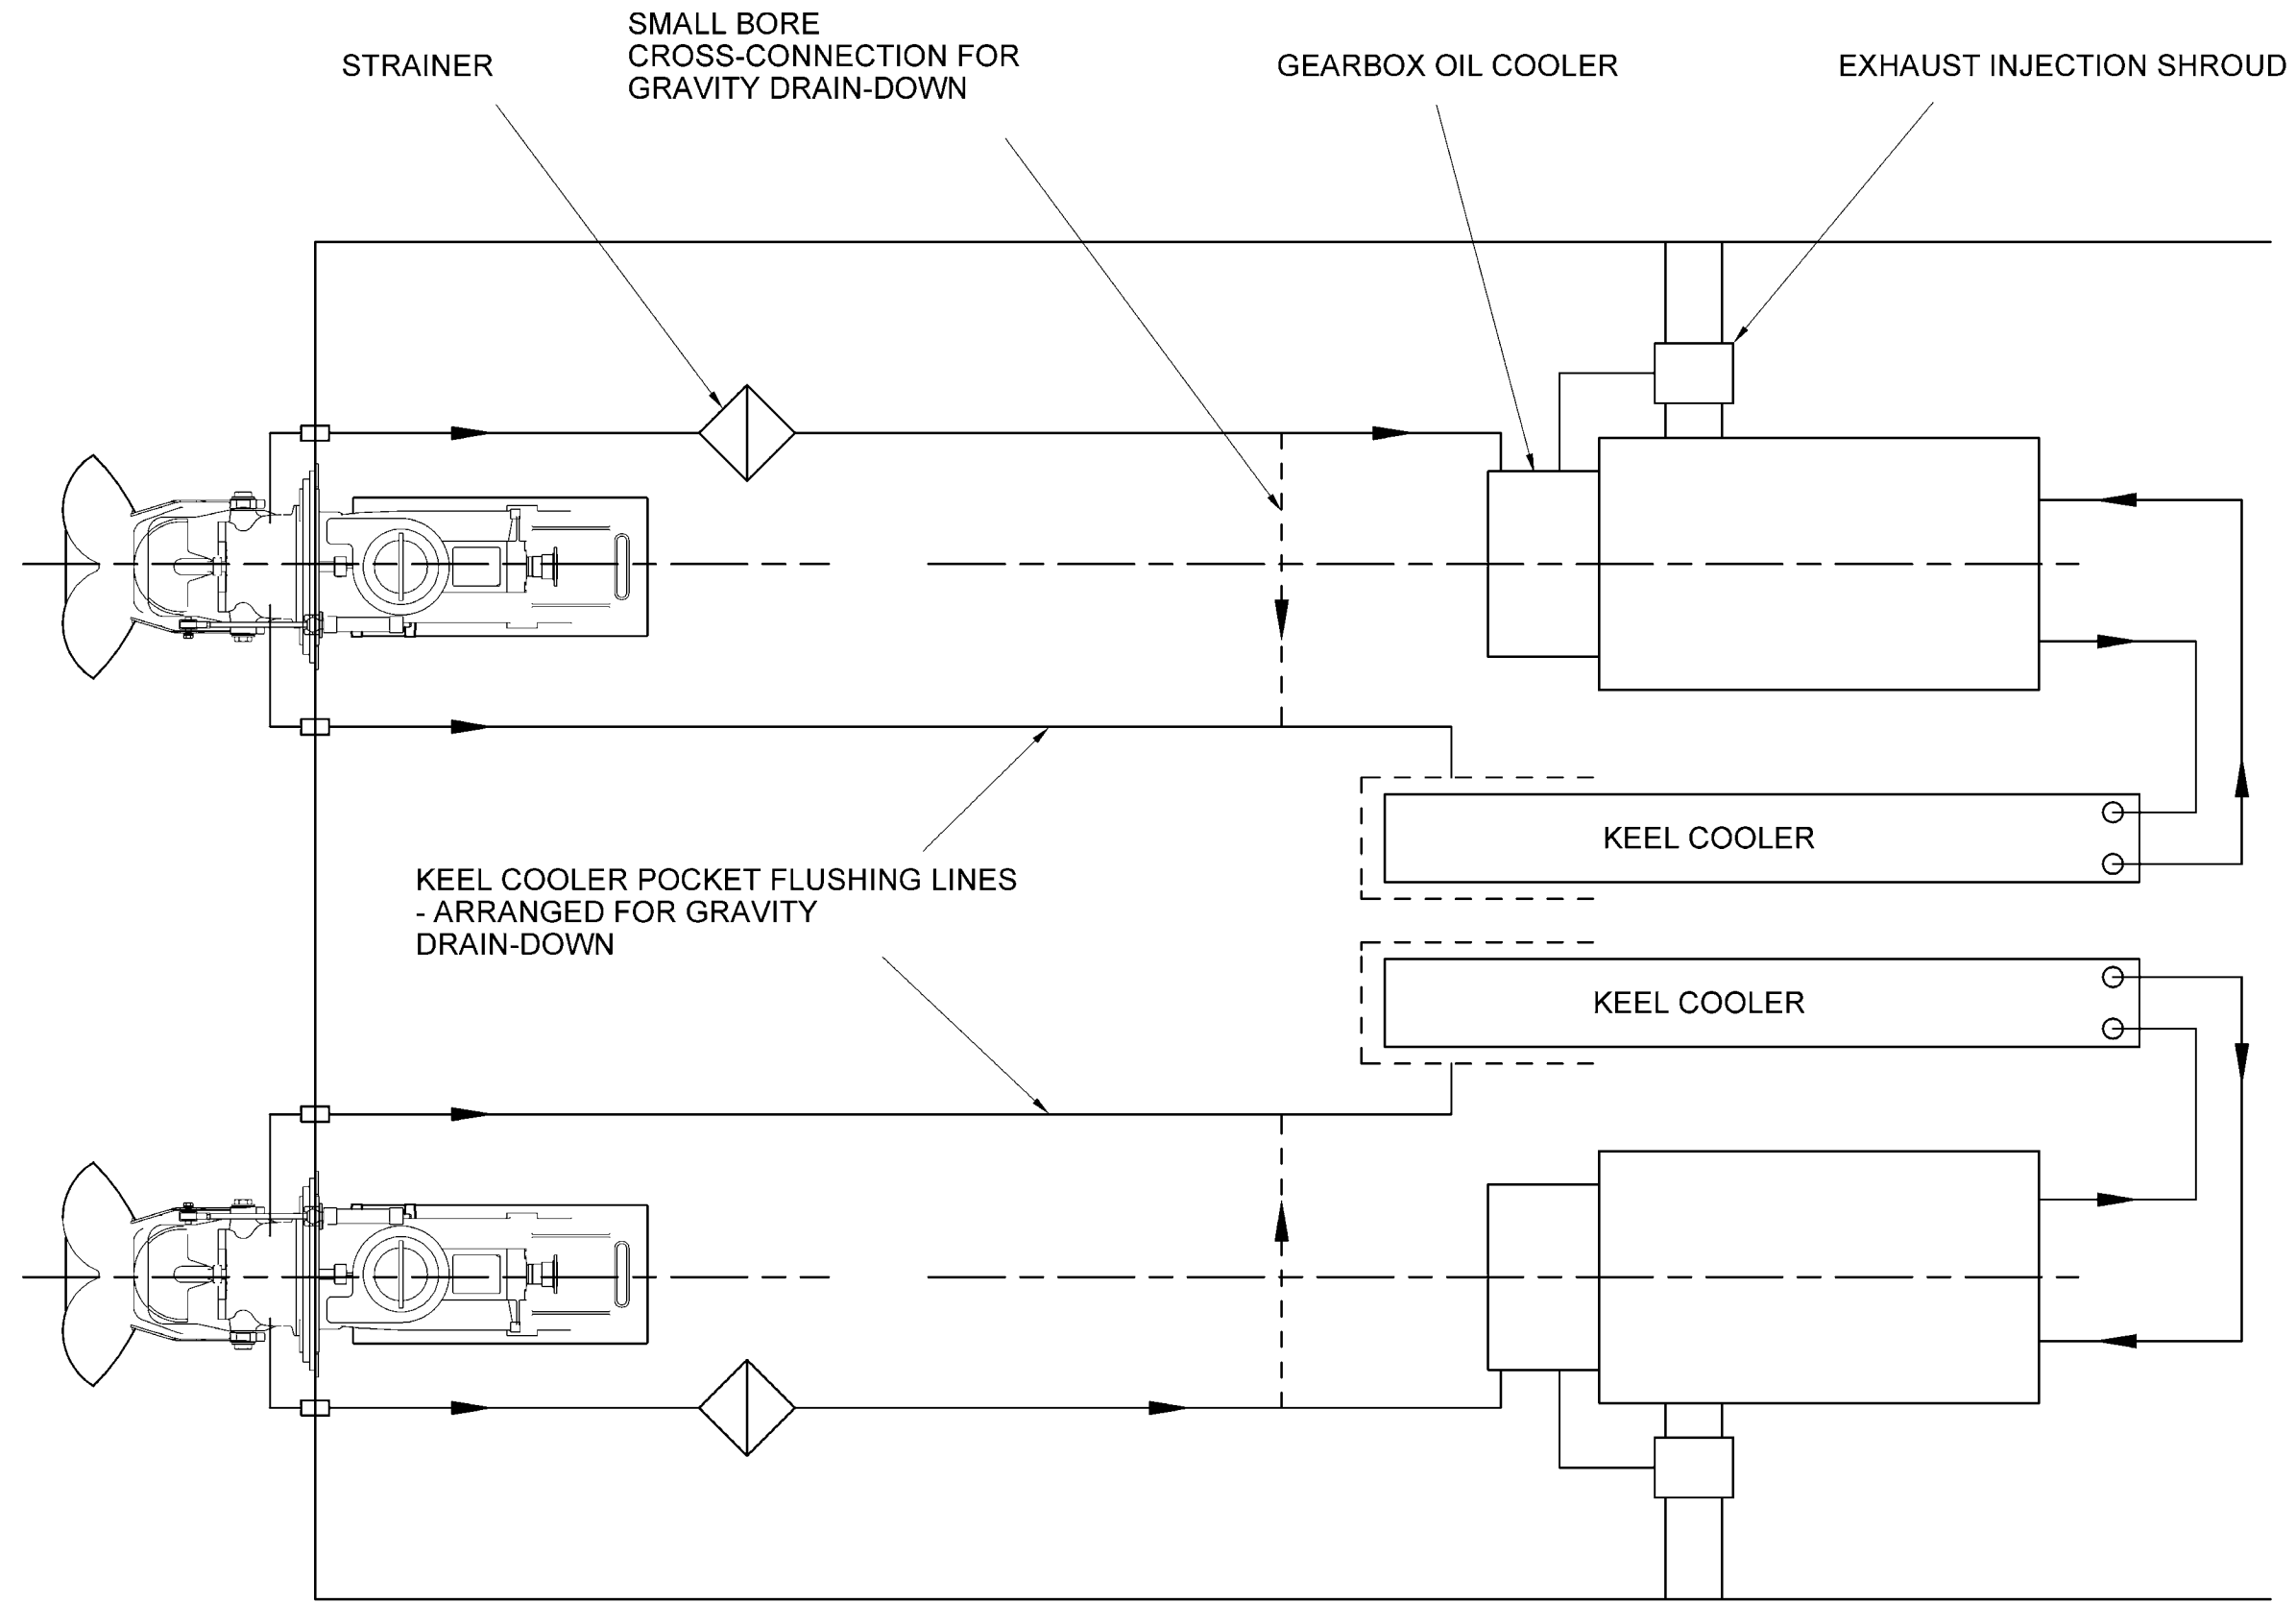 STRAINER
SMALL BORE
CROSS-CONNECTION FOR
GRAVITY DRAIN-DOWN
GEARBOX OIL COOLER
EXHAUST INJECTION SHROUD
KEEL COOLER
KEEL COOLER POCKET FLUSHING LINES
- ARRANGED FOR GRAVITY
DRAIN-DOWN
KEEL COOLER